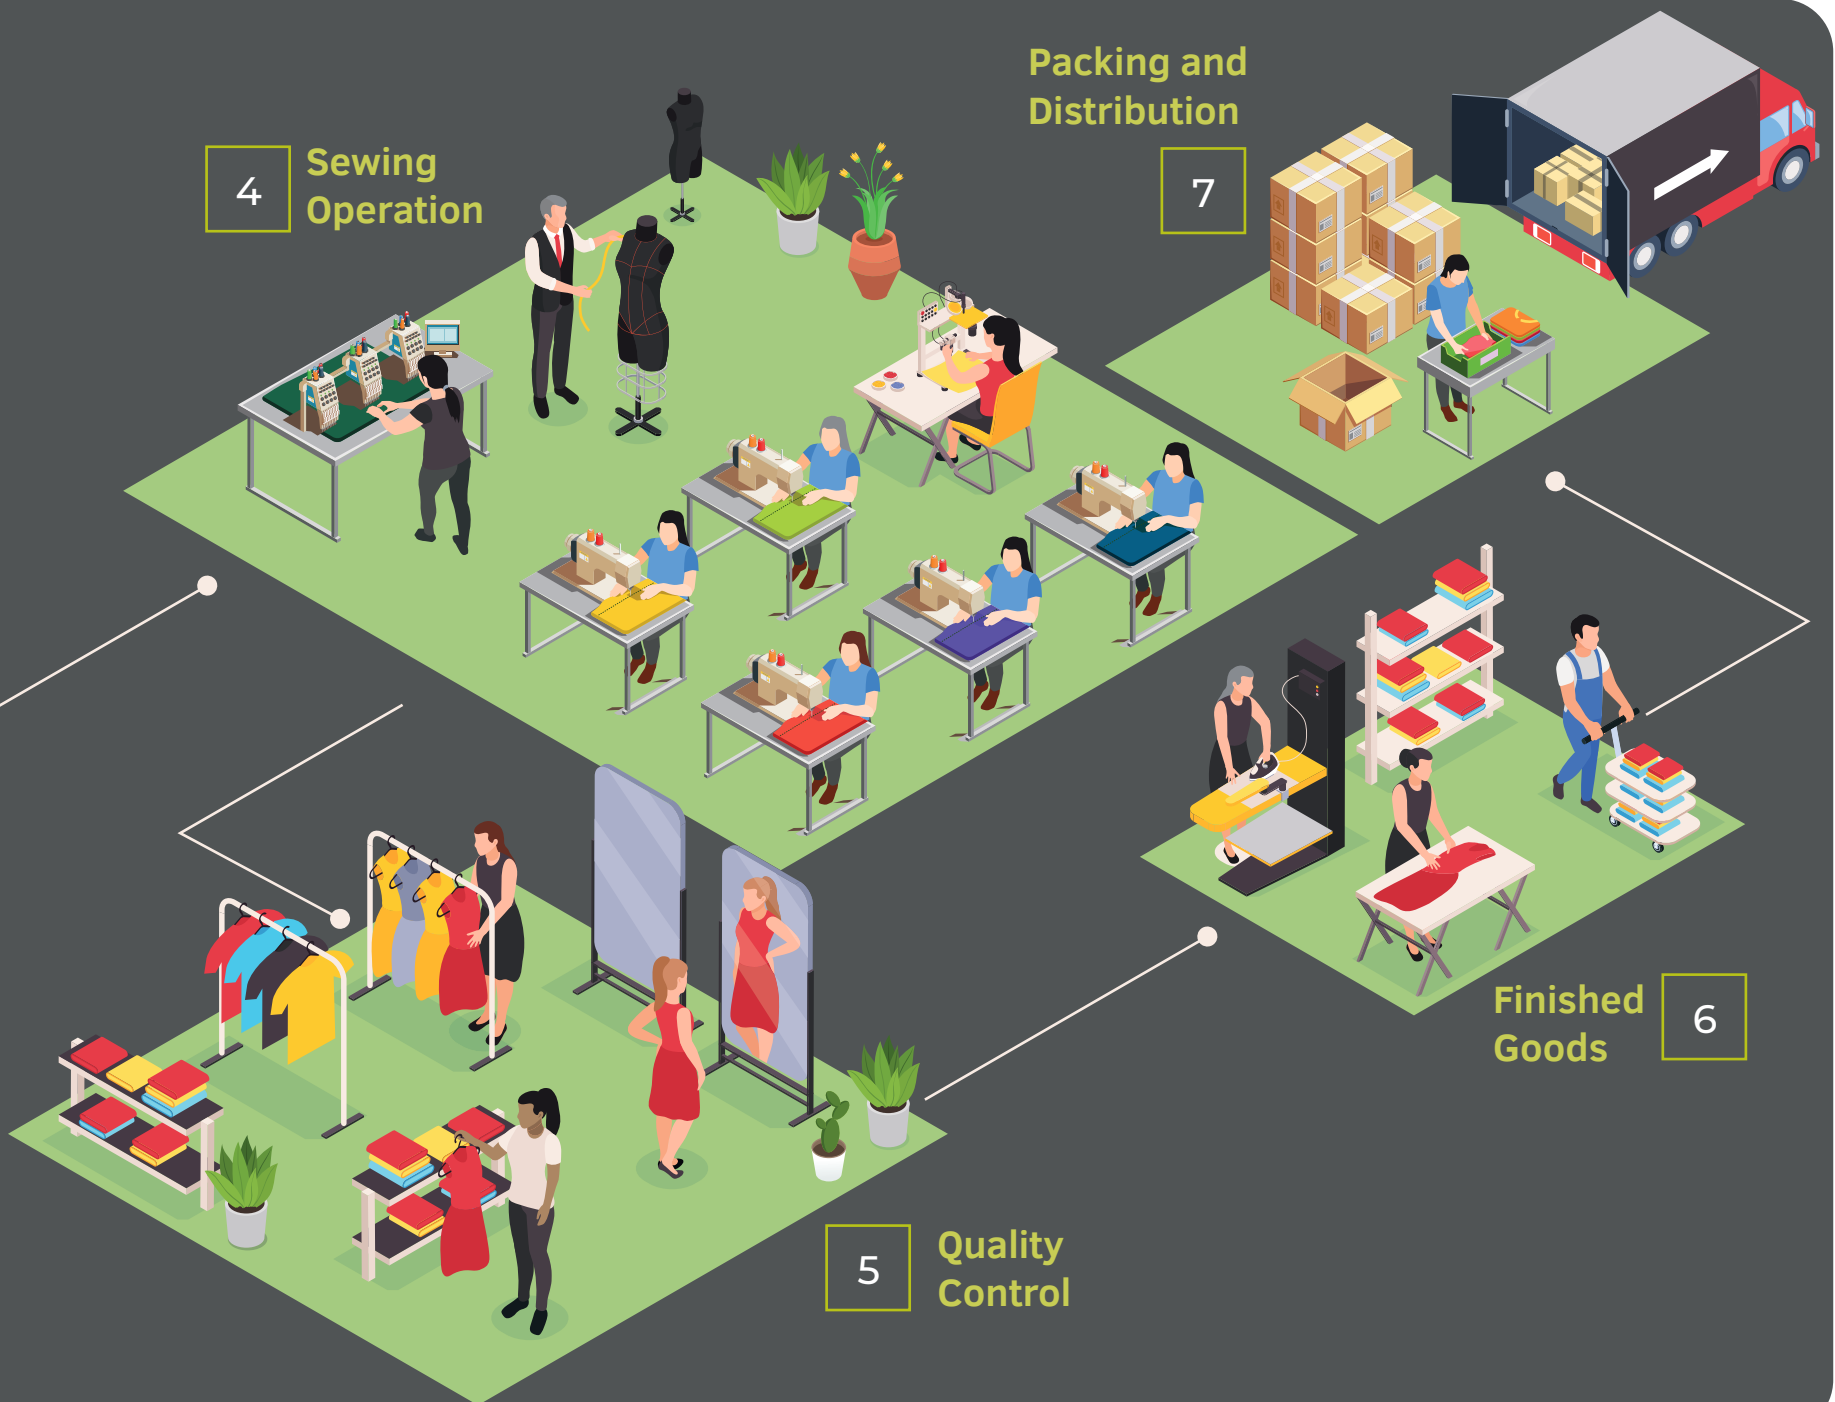 4
Sewing
Operation
Packing and
Distribution
7
Finished
Goods
6
5
Quality
Control